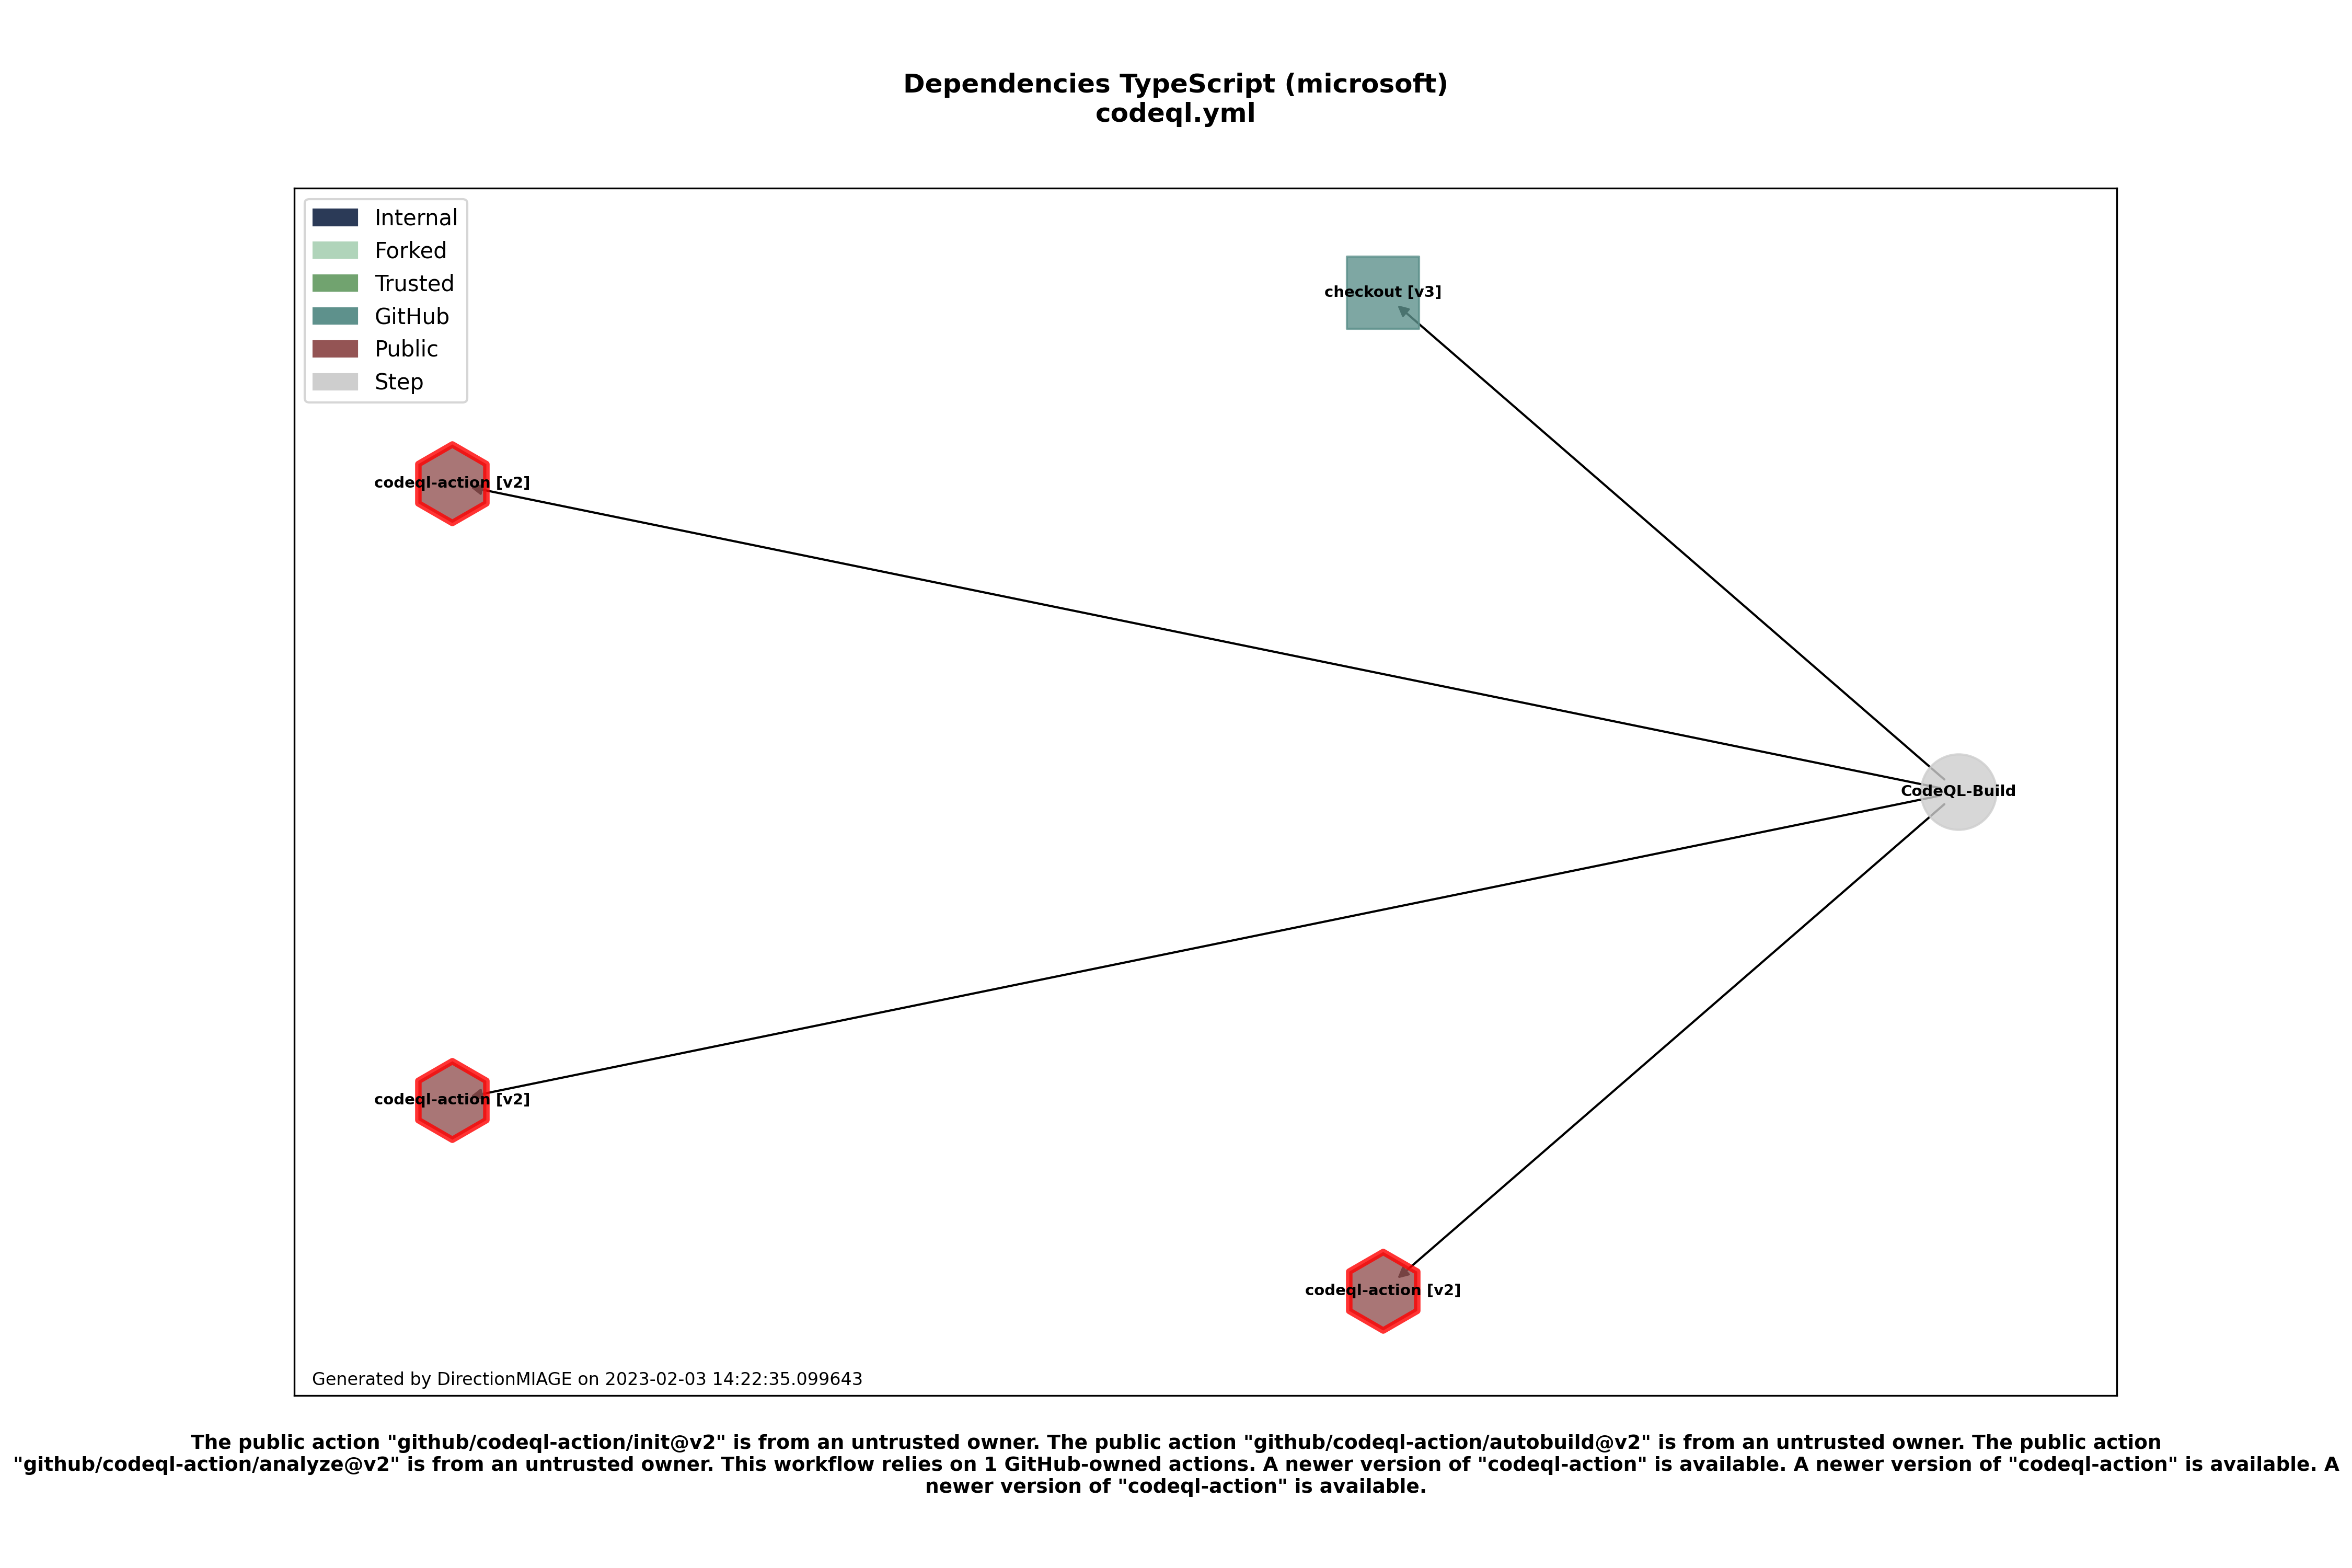 Dependencies TypeScript (microsoft)
codeql.yml
Internal
Forked
Trusted
GitHub
Public
Step
checkout [v3]
codeql-action [v2]
CodeQL-Build
codeql-action [v2]
codeql-action [v2]
Generated by DirectionMIAGE on 2023-02-03 14:22:35.099643
The public action "github/codeql-action/init@v2" is from an untrusted owner. The public action "github/codeql-action/autobuild@v2" is from an untrusted owner. The public action
"github/codeql-action/analyze@v2" is from an untrusted owner. This workflow relies on 1 GitHub-owned actions. A newer version of "codeql-action" is available. A newer version of "codeql-action" is available. A
newer version of "codeql-action" is available.